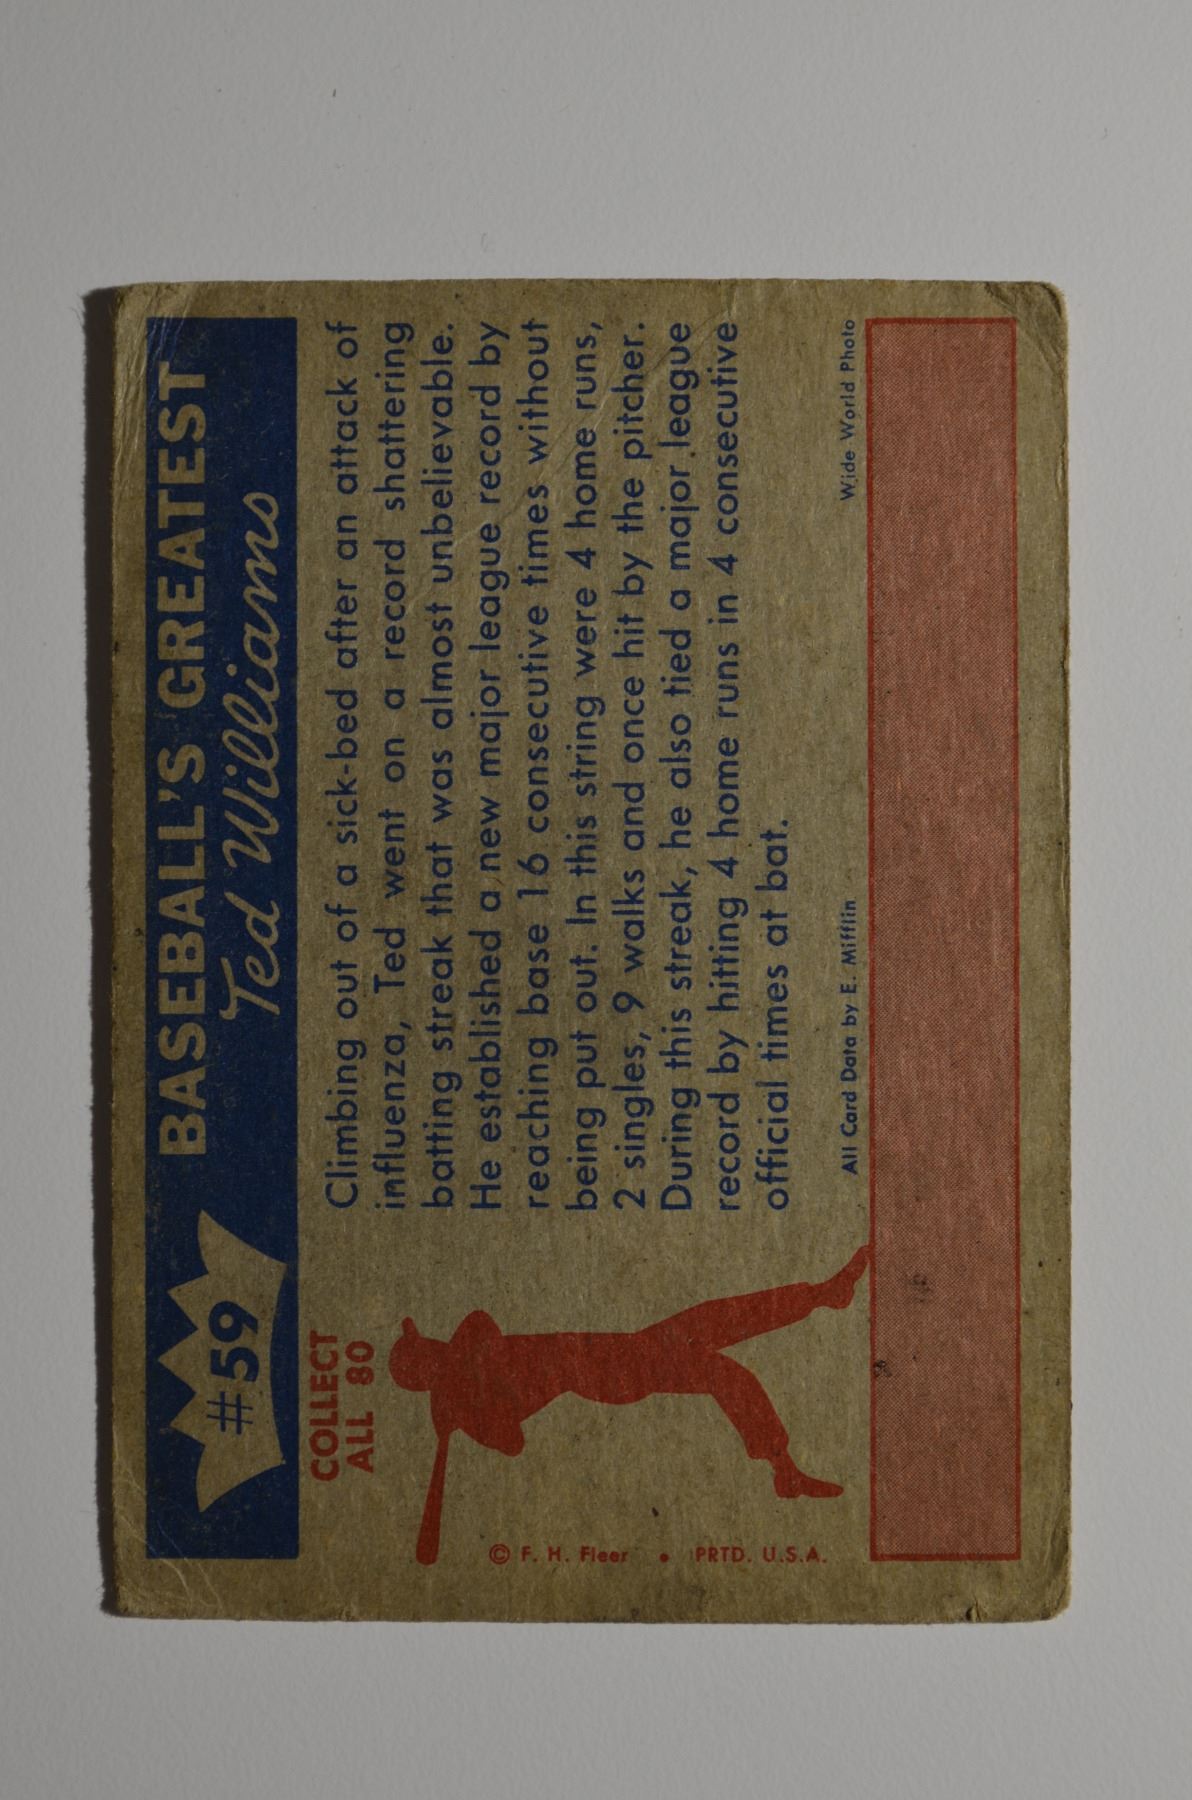 #59
BASEBALL'S GREATEST
Ted Williams
COLLECT
ALL 80
Climbing out of a sick-bed after an attack of
influenza, Ted went on a record shattering
batting streak that was almost unbelievable.
He established a new major league record by
reaching base 16 consecutive times without
being put out. In this string were 4 home runs,
2 singles, 9 walks and once hit by the pitcher.
During this streak, he also tied a major league
record by hitting 4 home runs in 4 consecutive
official times at bat.
© F. H. Fleer • PRTD. U.S.A.
All Card Data by E. Mifflin
Wide World Photo